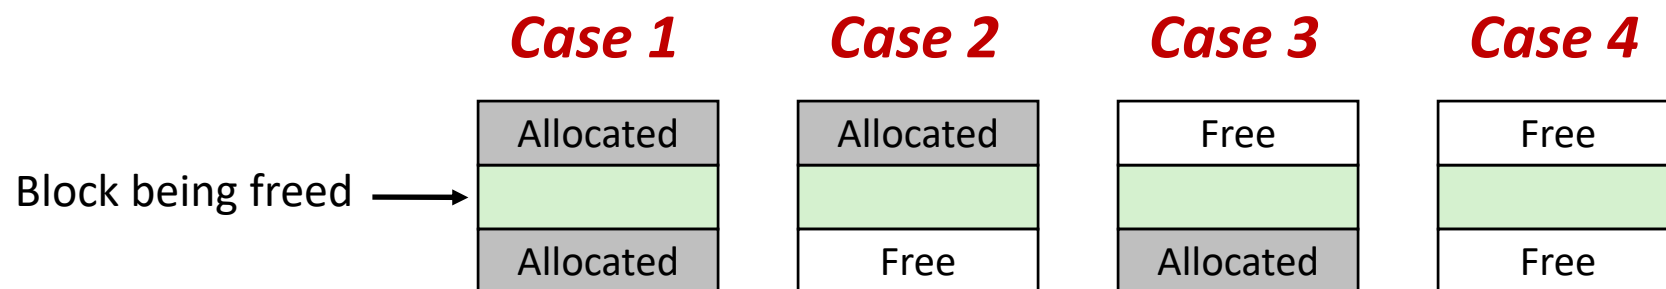 Case 1 Case 2 Case 3 Case 4
Allocated Allocated Free Free
Block being freed
Allocated Free Allocated Free